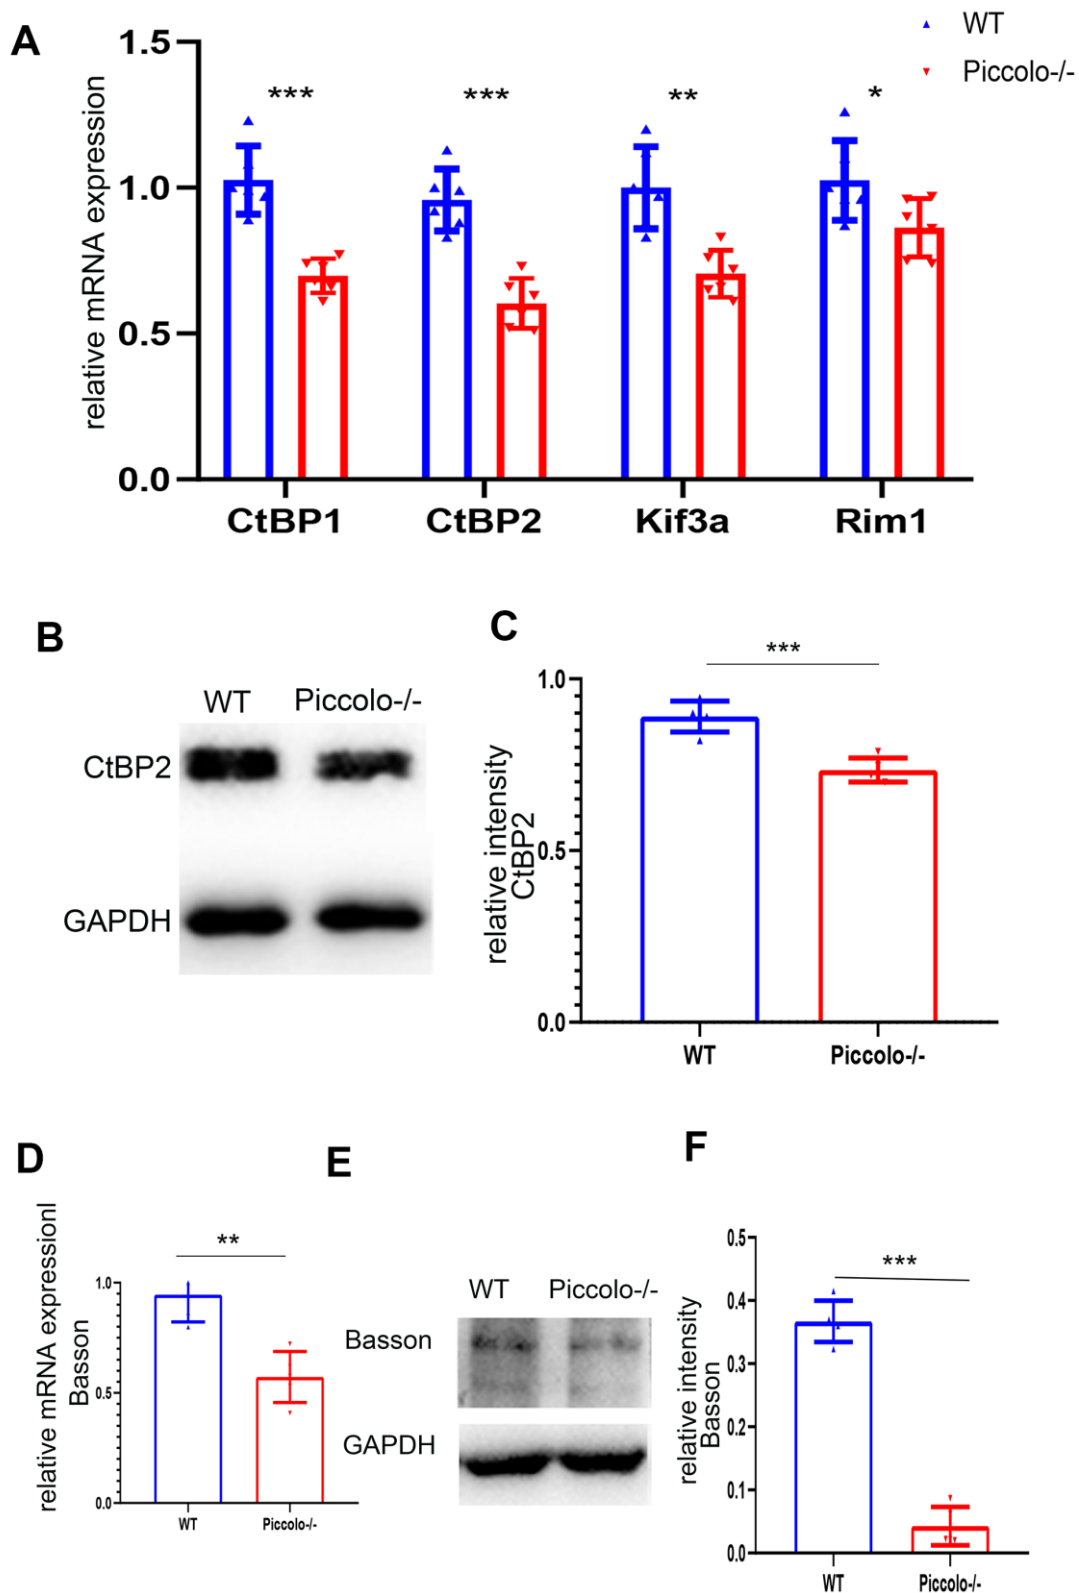 A
WT
Piccolo-/-
relative mRNA expression
1.5
1.0
0.5
0.0
***
***
**
*
CtBP1
CtBP2
Kif3a
Rim1
B
WT
Piccolo-/-
CtBP2
GAPDH
C
***
relative intensity
CtBP2
1.0
0.5
0.0
WT
Piccolo-/-
D
relative mRNA expressionl
Basson
**
1.0
0.5
0.0
WT
Piccolo-/-
E
WT
Piccolo-/-
Basson
GAPDH
F
relative intensity
Basson
***
0.5
0.4
0.3
0.2
0.1
0.0
WT
Piccolo-/-